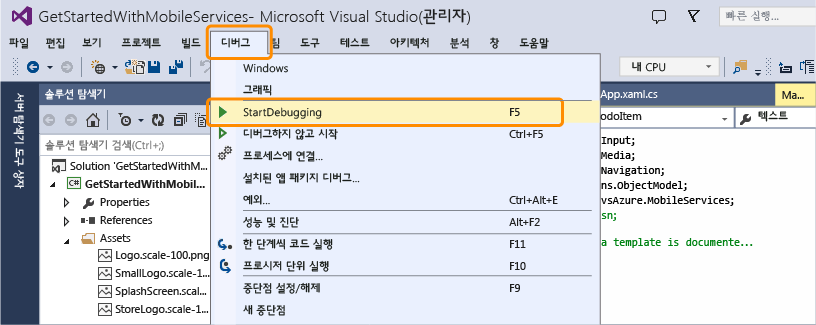 GetStartedWithMobileServices- Microsoft Visual Studio(관리자)
빠른 실행...
파일 편집 보기 프로젝트 빌드 디버그 팀 도구 테스트 아키텍처 분석 창 도움말
내 CPU
서버 탐색기 도구 상자
솔루션 탐색기
솔루션 탐색기 검색(Ctrl+;)
Solution 'GetStartedWithM...
GetStartedWithMobil...
Properties
References
Assets
Logo.scale-100.png
SmallLogo.scale-1...
SplashScreen.scal...
StoreLogo.scale-1...
Windows
그래픽
StartDebugging F5
디버그하지 않고 시작 Ctrl+F5
프로세스에 연결...
설치된 앱 패키지 디버그...
예외... Ctrl+Alt+E
성능 및 진단 Alt+F2
한 단계씩 코드 실행 F11
프로시저 단위 실행 F10
중단점 설정/해제 F9
새 중단점
App.xaml.cs Ma...
odoItem 텍스트
Input;
Media;
Navigation;
ns.ObjectModel;
vsAzure.MobileServices;
sn;
a template is documente...